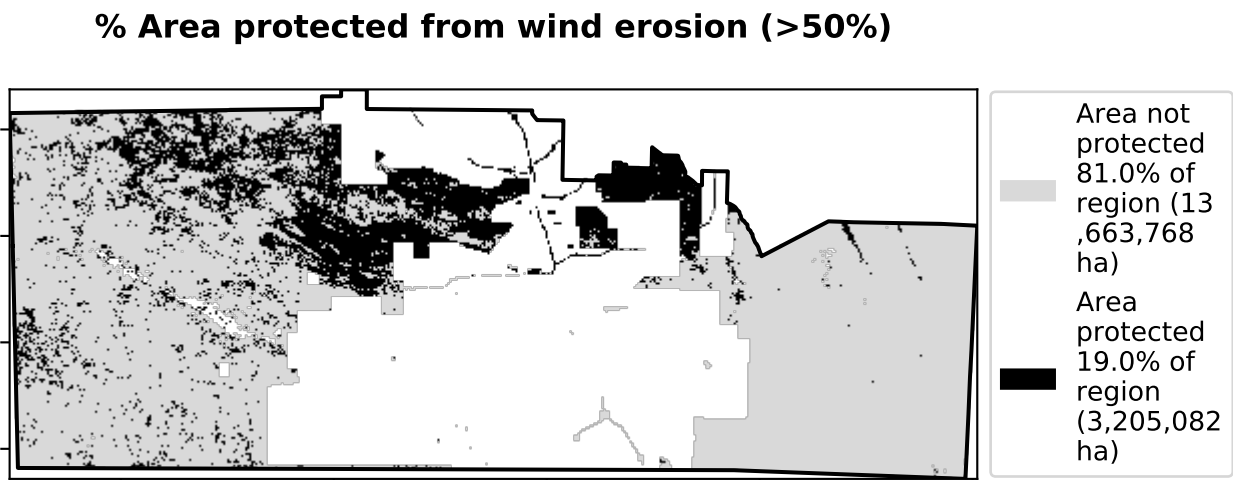 % Area protected from wind erosion (>50%)
Area not
protected
81.0% of
region (13
,663,768
ha)
Area
protected
19.0% of
region
(3,205,082
ha)